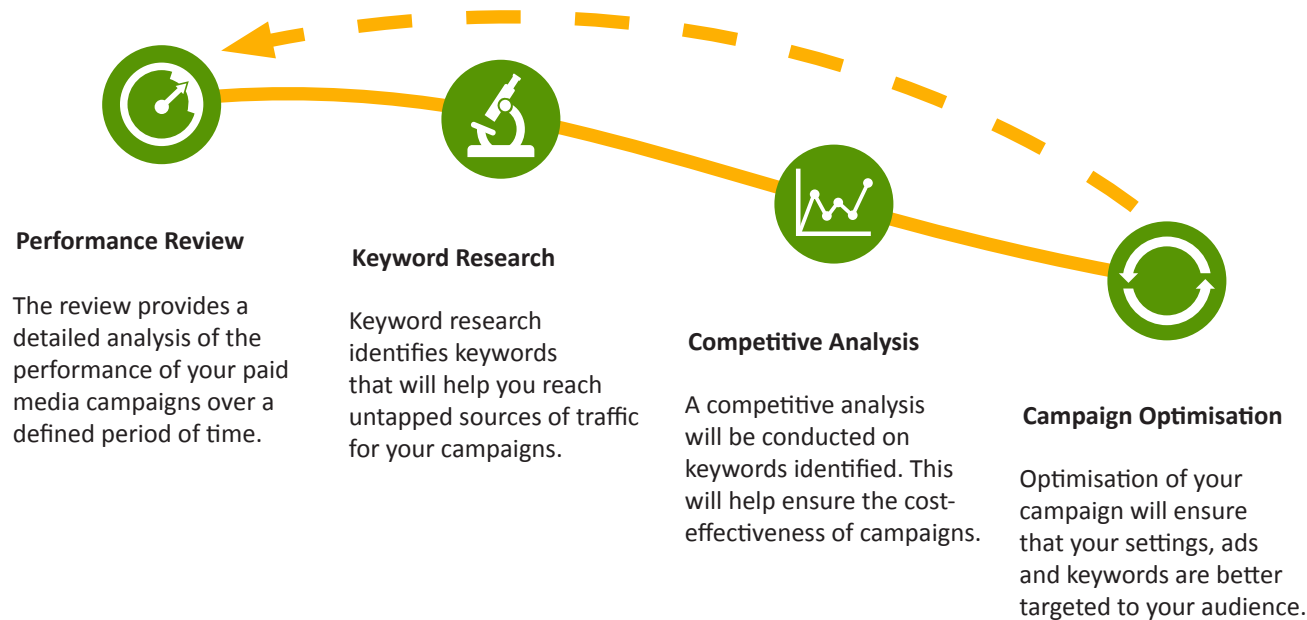 Performance Review
The review provides a
detailed analysis of the
performance of your paid
media campaigns over a
defined period of time.
Keyword Research
Keyword research
identifies keywords
that will help you reach
untapped sources of traffic
for your campaigns.
Competitive Analysis
A competitive analysis
will be conducted on
keywords identified. This
will help ensure the cost-
effectiveness of campaigns.
Campaign Optimisation
Optimisation of your
campaign will ensure
that your settings, ads
and keywords are better
targeted to your audience.